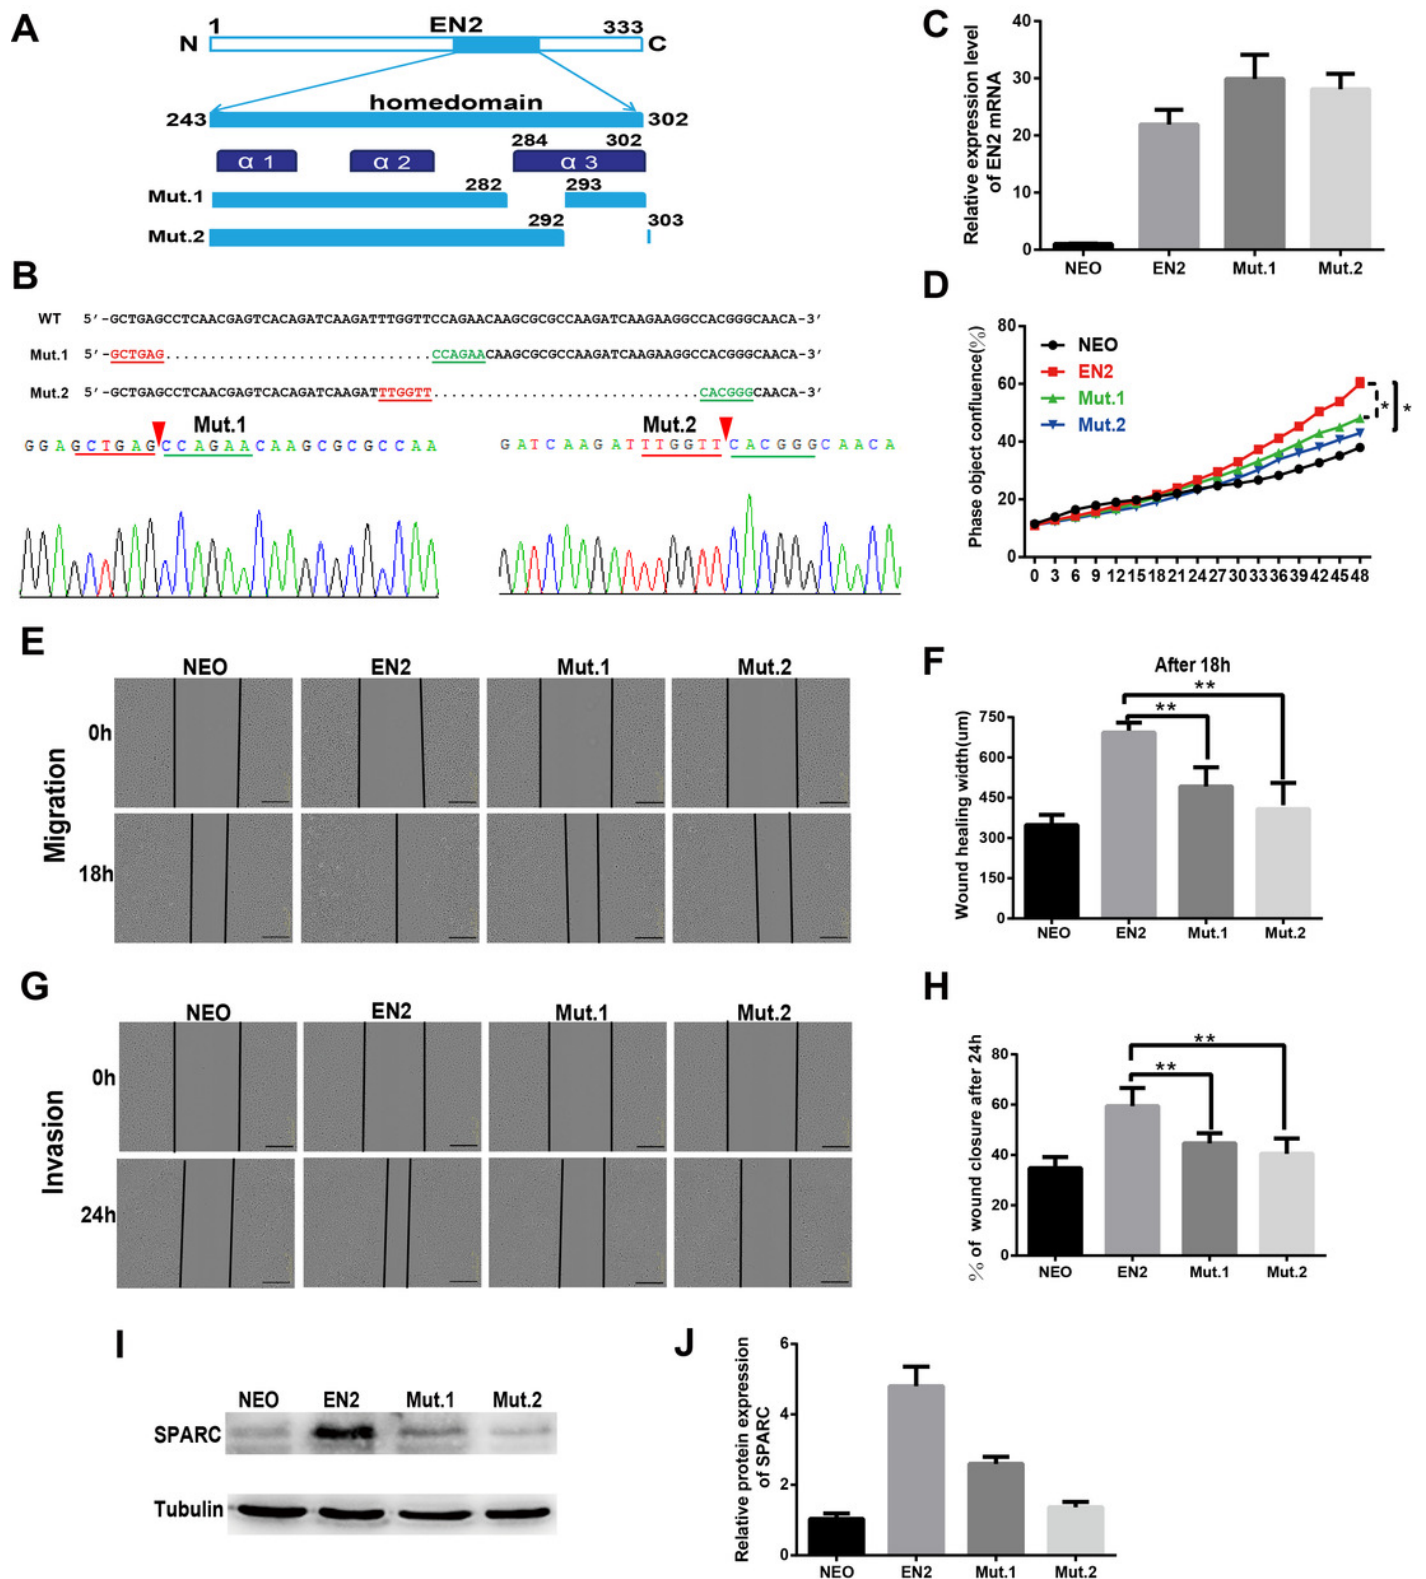 A
1 EN2 333
N C
homedomain
243 302
284 302
α 1 α 2 α 3
Mut.1 282 293
Mut.2 292 303
B
WT 5'-GCTGAGCCTCAACGAGTCACAGATCAAGATTTGGTTCCAGAACAAGCGCGCCAAGATCAAGAAGGCCACGGGCAACA-3'
Mut.1 5'-GCTGAG..............................CCAGAACAAGCGCGCCAAGATCAAGAAGGCCACGGGCAACA-3'
Mut.2 5'-GCTGAGCCTCAACGAGTCACAGATCAAGATTTGGTT.........................CACGGGCAACA-3'
Mut.1
GGAGCTGAGCCAGAACAAGCGCGCCAA
Mut.2
GATCAAGATTTGGTTCACGGGCAACA
C
Relative expression level
of EN2 mRNA
40
30
20
10
0
NEO EN2 Mut.1 Mut.2
D
Phase object confluence(%)
80
60
40
20
0
NEO
EN2
Mut.1
Mut.2
* *
0 3 6 9 12 15 18 21 24 27 30 33 36 39 42 45 48
E
NEO EN2 Mut.1 Mut.2
Migration
0h
18h
F
After 18h
Wound healing width(um)
750
600
450
300
150
0
**
**
NEO EN2 Mut.1 Mut.2
G
NEO EN2 Mut.1 Mut.2
Invasion
0h
24h
H
% of wound closure after 24h
80
60
40
20
0
**
**
NEO EN2 Mut.1 Mut.2
I
NEO EN2 Mut.1 Mut.2
SPARC
Tubulin
J
Relative protein expression
of SPARC
6
4
2
0
NEO EN2 Mut.1 Mut.2